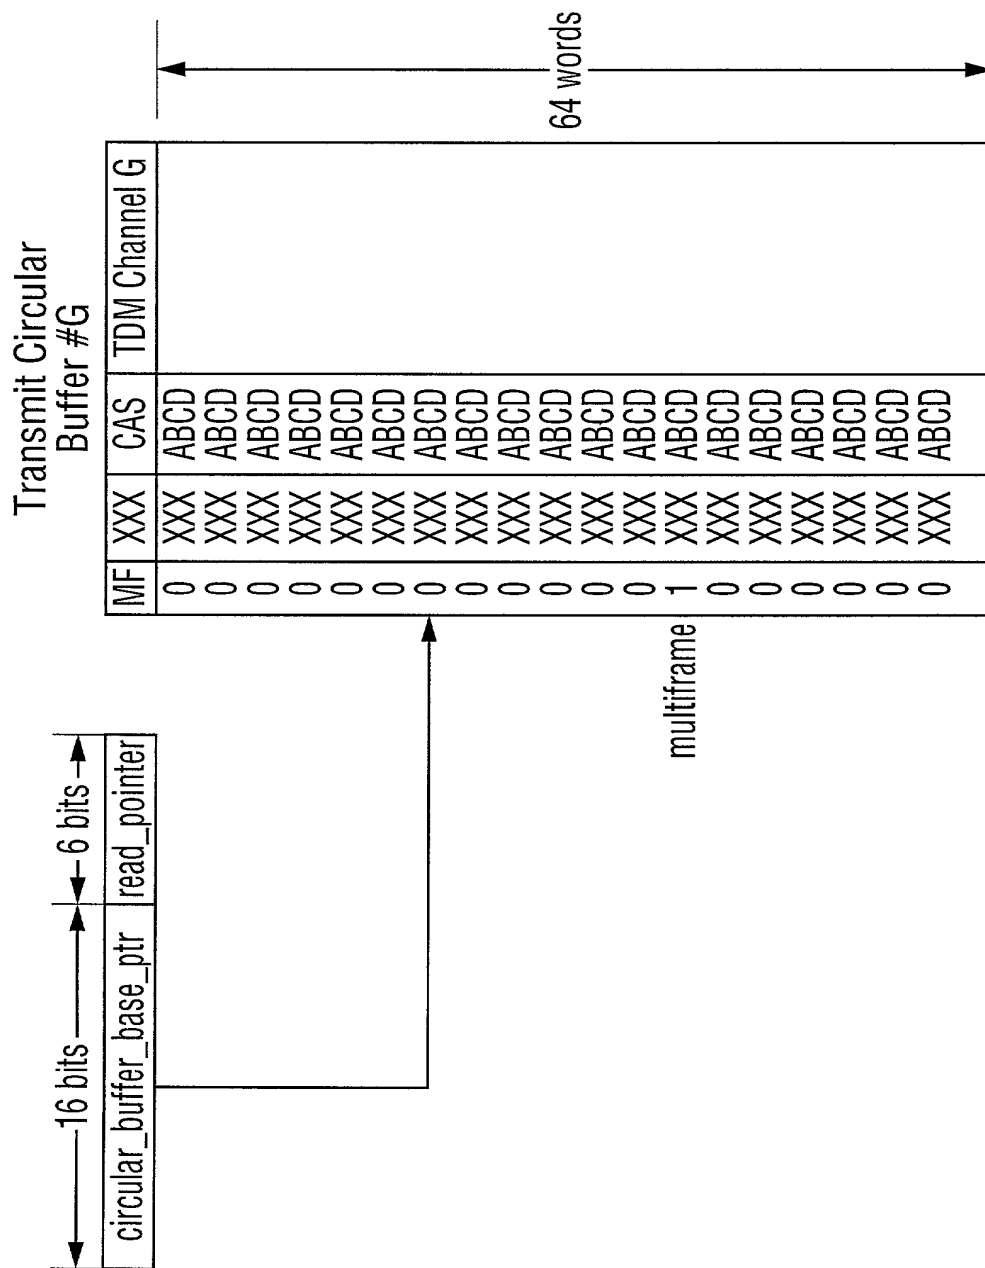 Transmit Circular
Buffer #G
16 bits
6 bits
circular_buffer_base_ptr read_pointer
MF XXX CAS TDM Channel G
0 XXX ABCD
0 XXX ABCD
0 XXX ABCD
0 XXX ABCD
0 XXX ABCD
0 XXX ABCD
0 XXX ABCD
0 XXX ABCD
0 XXX ABCD
0 XXX ABCD
0 XXX ABCD
0 XXX ABCD
multiframe 1 XXX ABCD
0 XXX ABCD
0 XXX ABCD
0 XXX ABCD
0 XXX ABCD
0 XXX ABCD
0 XXX ABCD
64 words